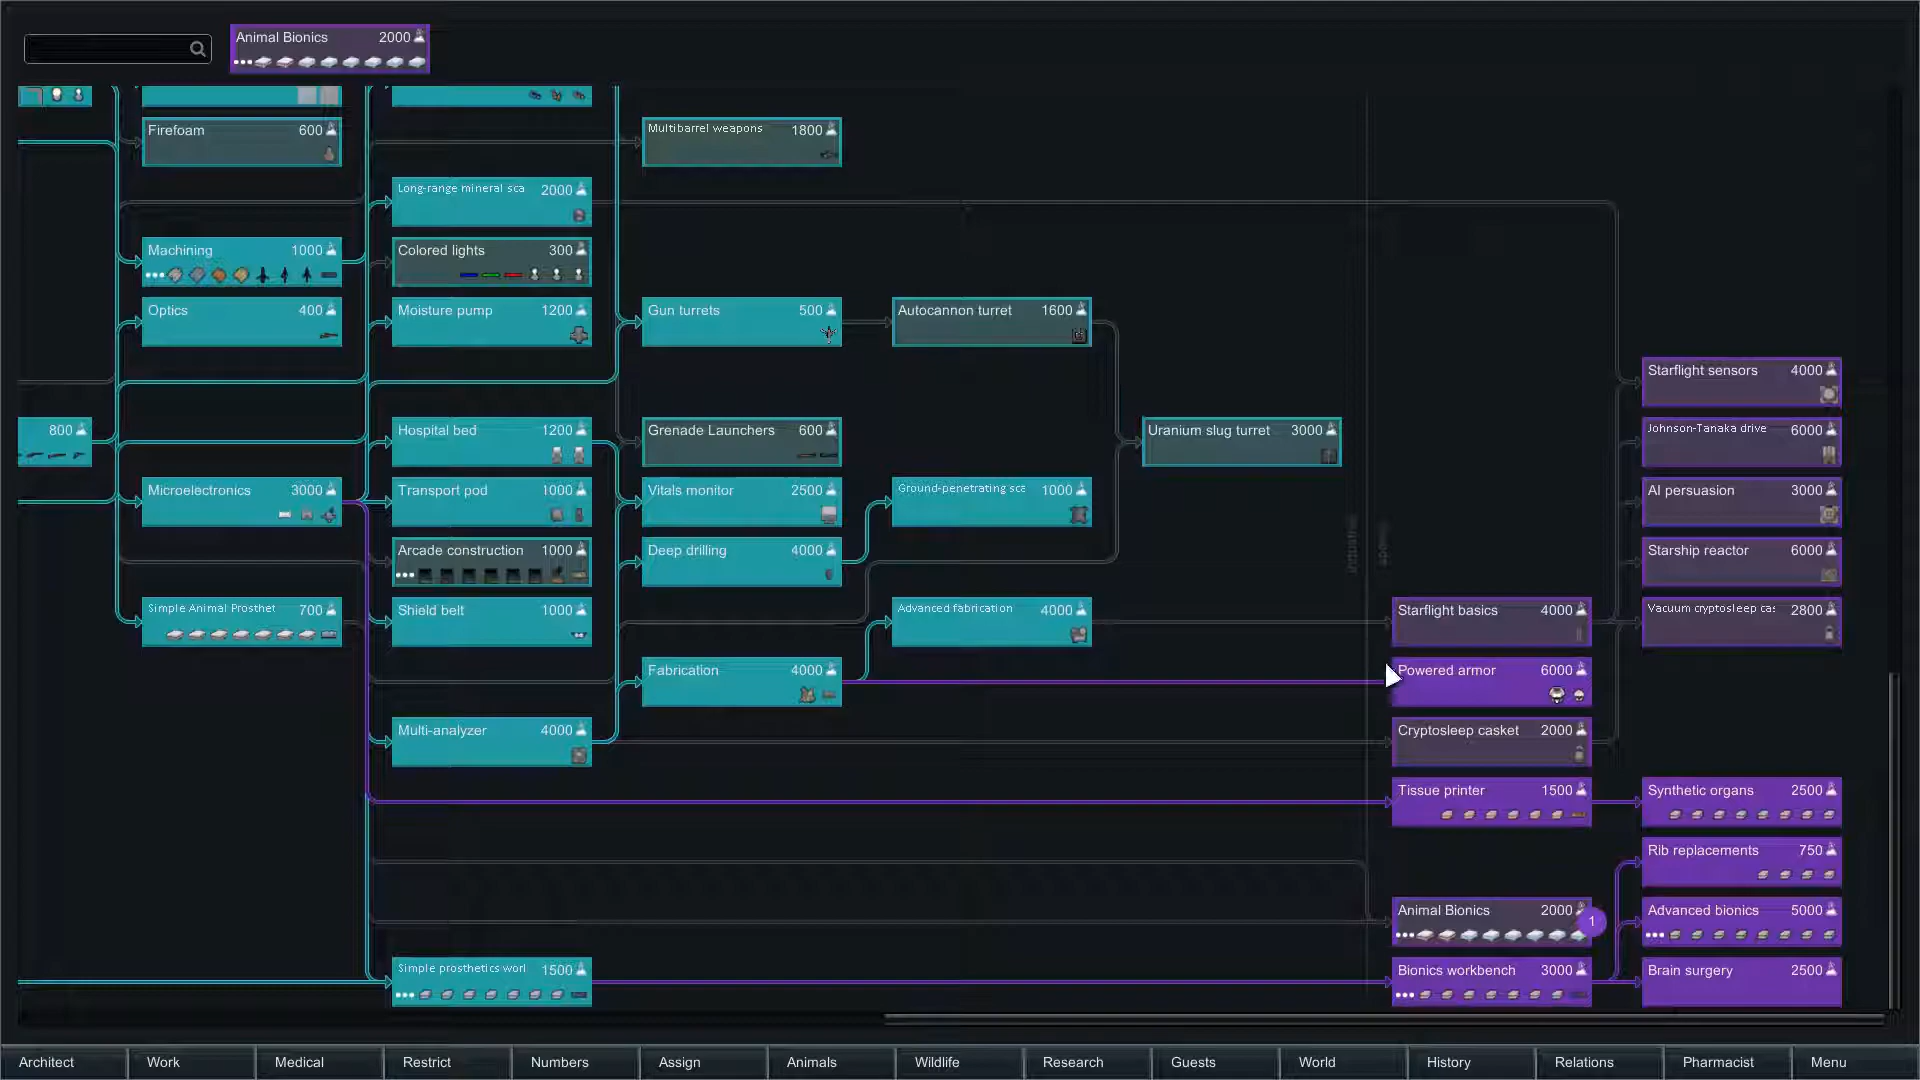 Animal Bionics 2000
Firefoam 600
Multibarrel weapons 1800
Long-range mineral sca 2000
Machining 1000
Colored lights 300
Optics 400
Moisture pump 1200
Gun turrets 500
Autocannon turret 1600
Starflight sensors 4000
800
Hospital bed 1200
Grenade Launchers 600
Uranium slug turret 3000
Johnson-Tanaka drive 6000
Microelectronics 3000
Transport pod 1000
Vitals monitor 2500
Ground-penetrating sca 1000
AI persuasion 3000
Arcade construction 1000
Deep drilling 4000
Starship reactor 6000
Simple Animal Prosthet 700
Shield belt 1000
Advanced fabrication 4000
Starflight basics 4000
Vacuum cryptosleep cas 2800
Fabrication 4000
Powered armor 6000
Multi-analyzer 4000
Cryptosleep casket 2000
Tissue printer 1500
Synthetic organs 2500
Rib replacements 750
Animal Bionics 2000
1
Advanced bionics 5000
Simple prosthetics worl 1500
Bionics workbench 3000
Brain surgery 2500
Architect Work Medical Restrict Numbers Assign Animals Wildlife Research Guests World History Relations Pharmacist Menu